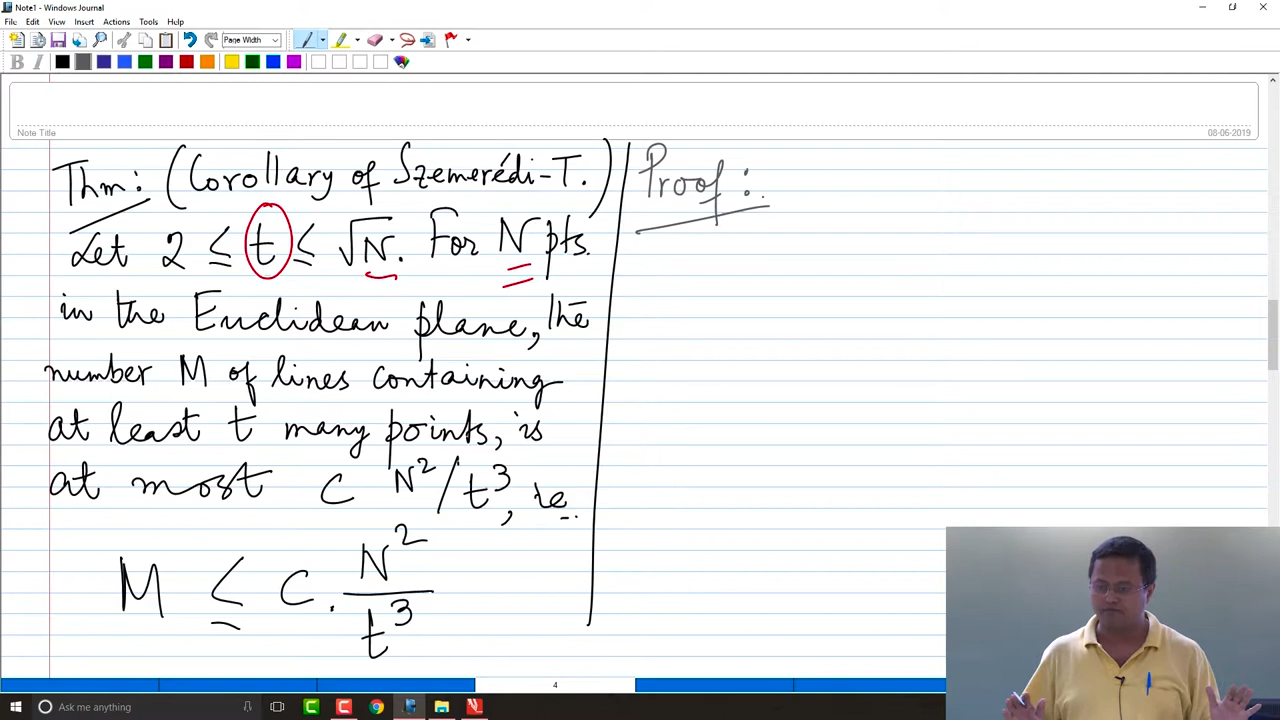 Note1 - Windows Journal
File Edit View Insert Actions Tools Help
Page Width
B I
Note Title
08-06-2019
Thm: (Corollary of Szemerédi-T.)
Let 2 ≤ t ≤ √N. For N pts.
in the Euclidean plane, the
number M of lines containing
at least t many points, is
at most C N²/t³, ie.
M ≤ C. N²/t³
Proof:
4
Ask me anything